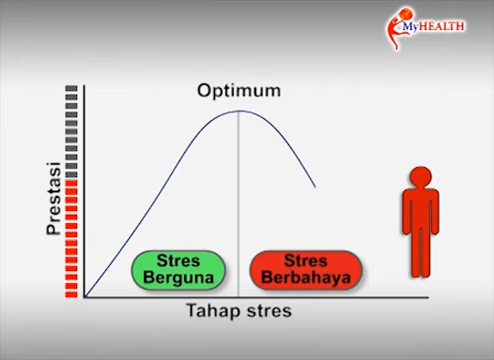 MyHEALTH
Optimum
Prestasi
Stres
Berguna
Stres
Berbahaya
Tahap stres